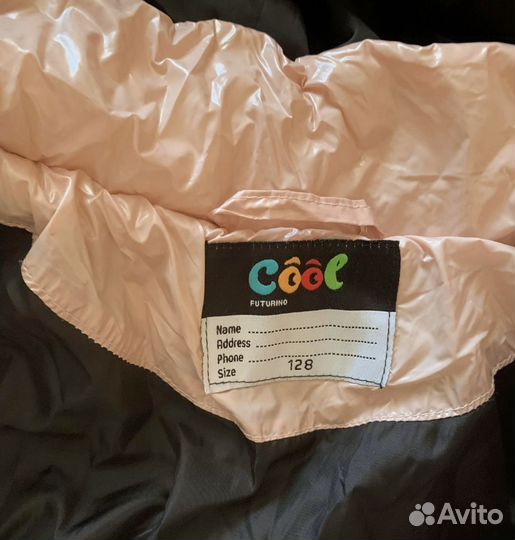 côôl
FUTURINO
Name
Address
Phone
Size 128
Avito